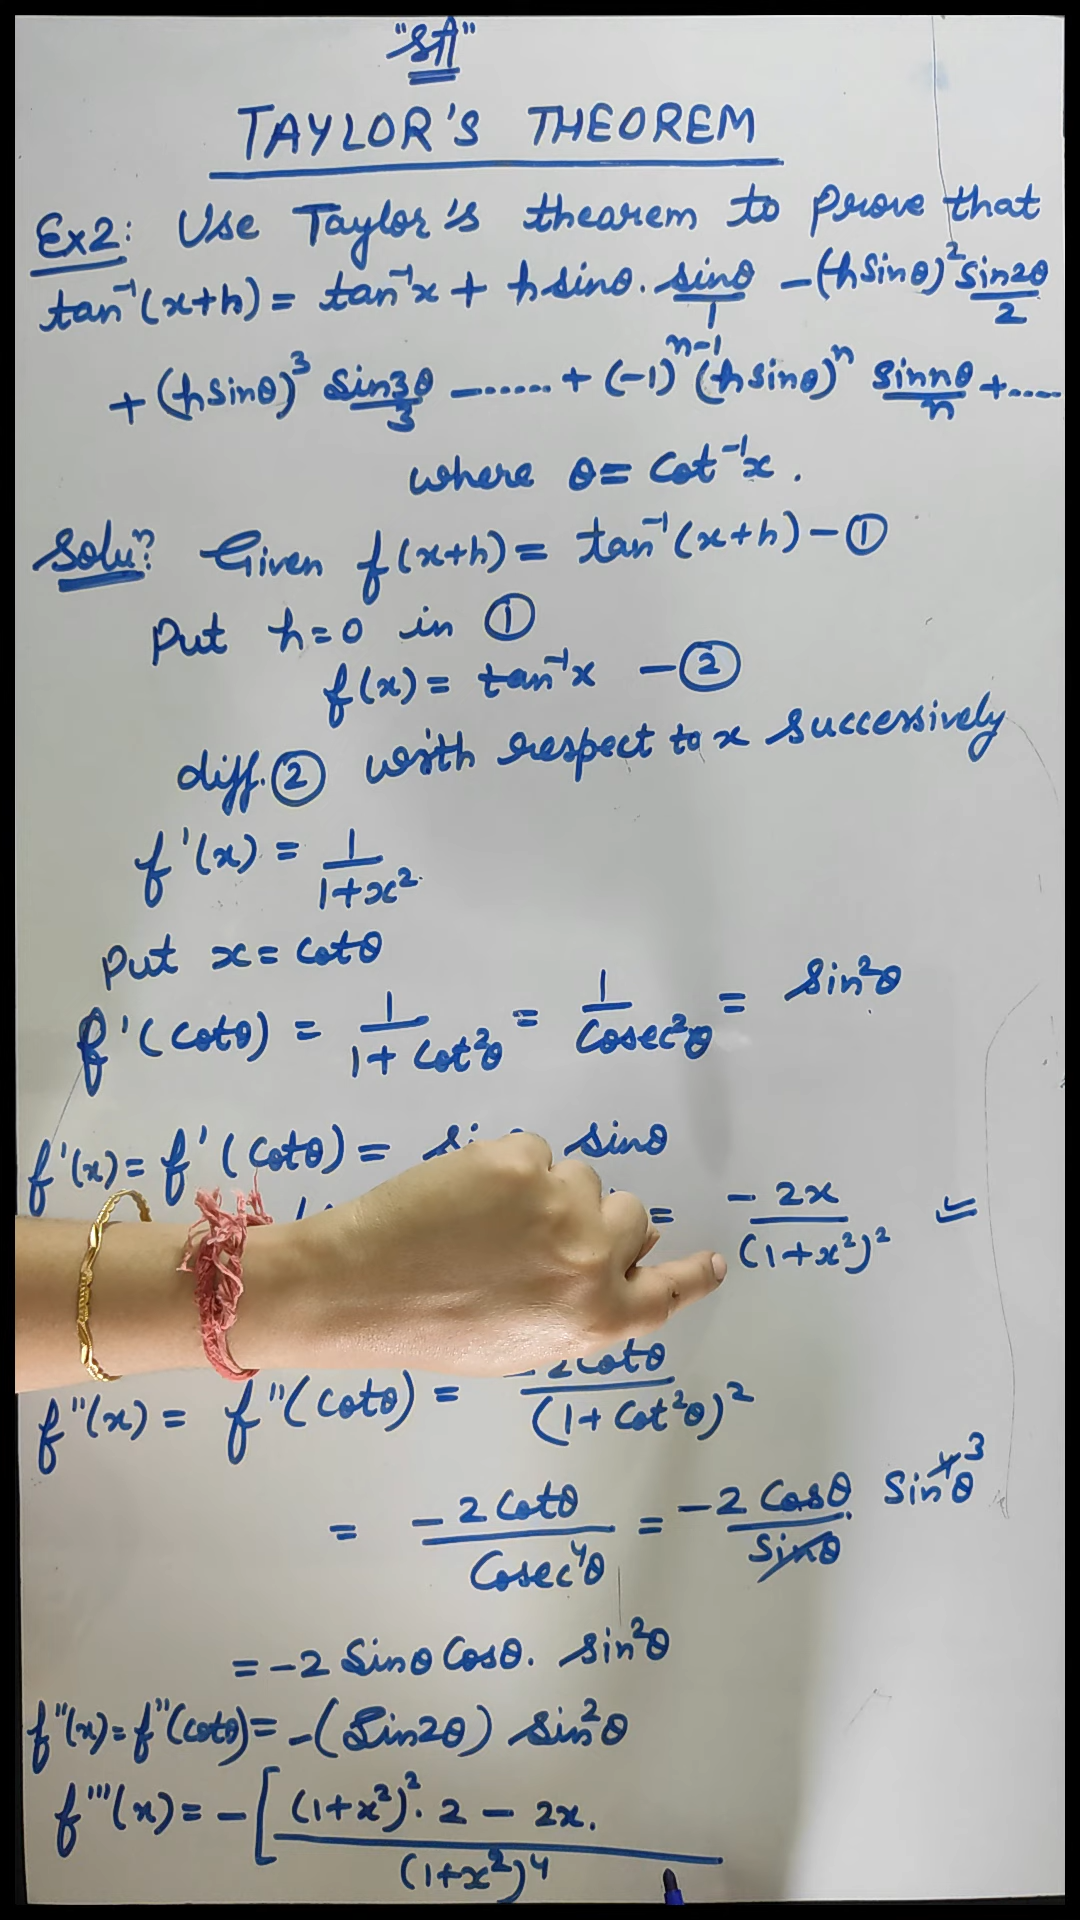 "SA"
TAYLOR'S THEOREM
Ex2: Use Taylor's theorem to prove that
tan⁻¹(x+h) = tan⁻¹x + h sinθ. sinθ/1 - (h sinθ)² sin2θ/2
+ (h sinθ)³ sin3θ/3 ------- + (-1)ⁿ⁻¹ (h sinθ)ⁿ sin nθ/n + .....
where θ = Cot⁻¹x.
Soluⁿ: Given f(x+h) = tan⁻¹(x+h) - ①
Put h=0 in ①
f(x) = tan⁻¹x - ②
diff. ② with respect to x successively
f'(x) = 1/1+x²
Put x = cotθ
f'(cotθ) = 1/1+Cot²θ = 1/Cosec²θ = Sin²θ
f'(x) = f'(Cotθ) = sinθ
= -2x/(1+x²)²
f''(x) = f''(Cotθ) = -2Cotθ/(1+Cot²θ)²
= -2Cotθ/Cosec⁴θ = -2Cosθ/Sinθ. Sin⁴³θ
= -2 Sinθ Cosθ. sin²θ
f''(x) = f''(cotθ) = -(Sin2θ) sin²θ
f'''(x) = -[(1+x²)². 2 - 2x. /(1+x²)⁴